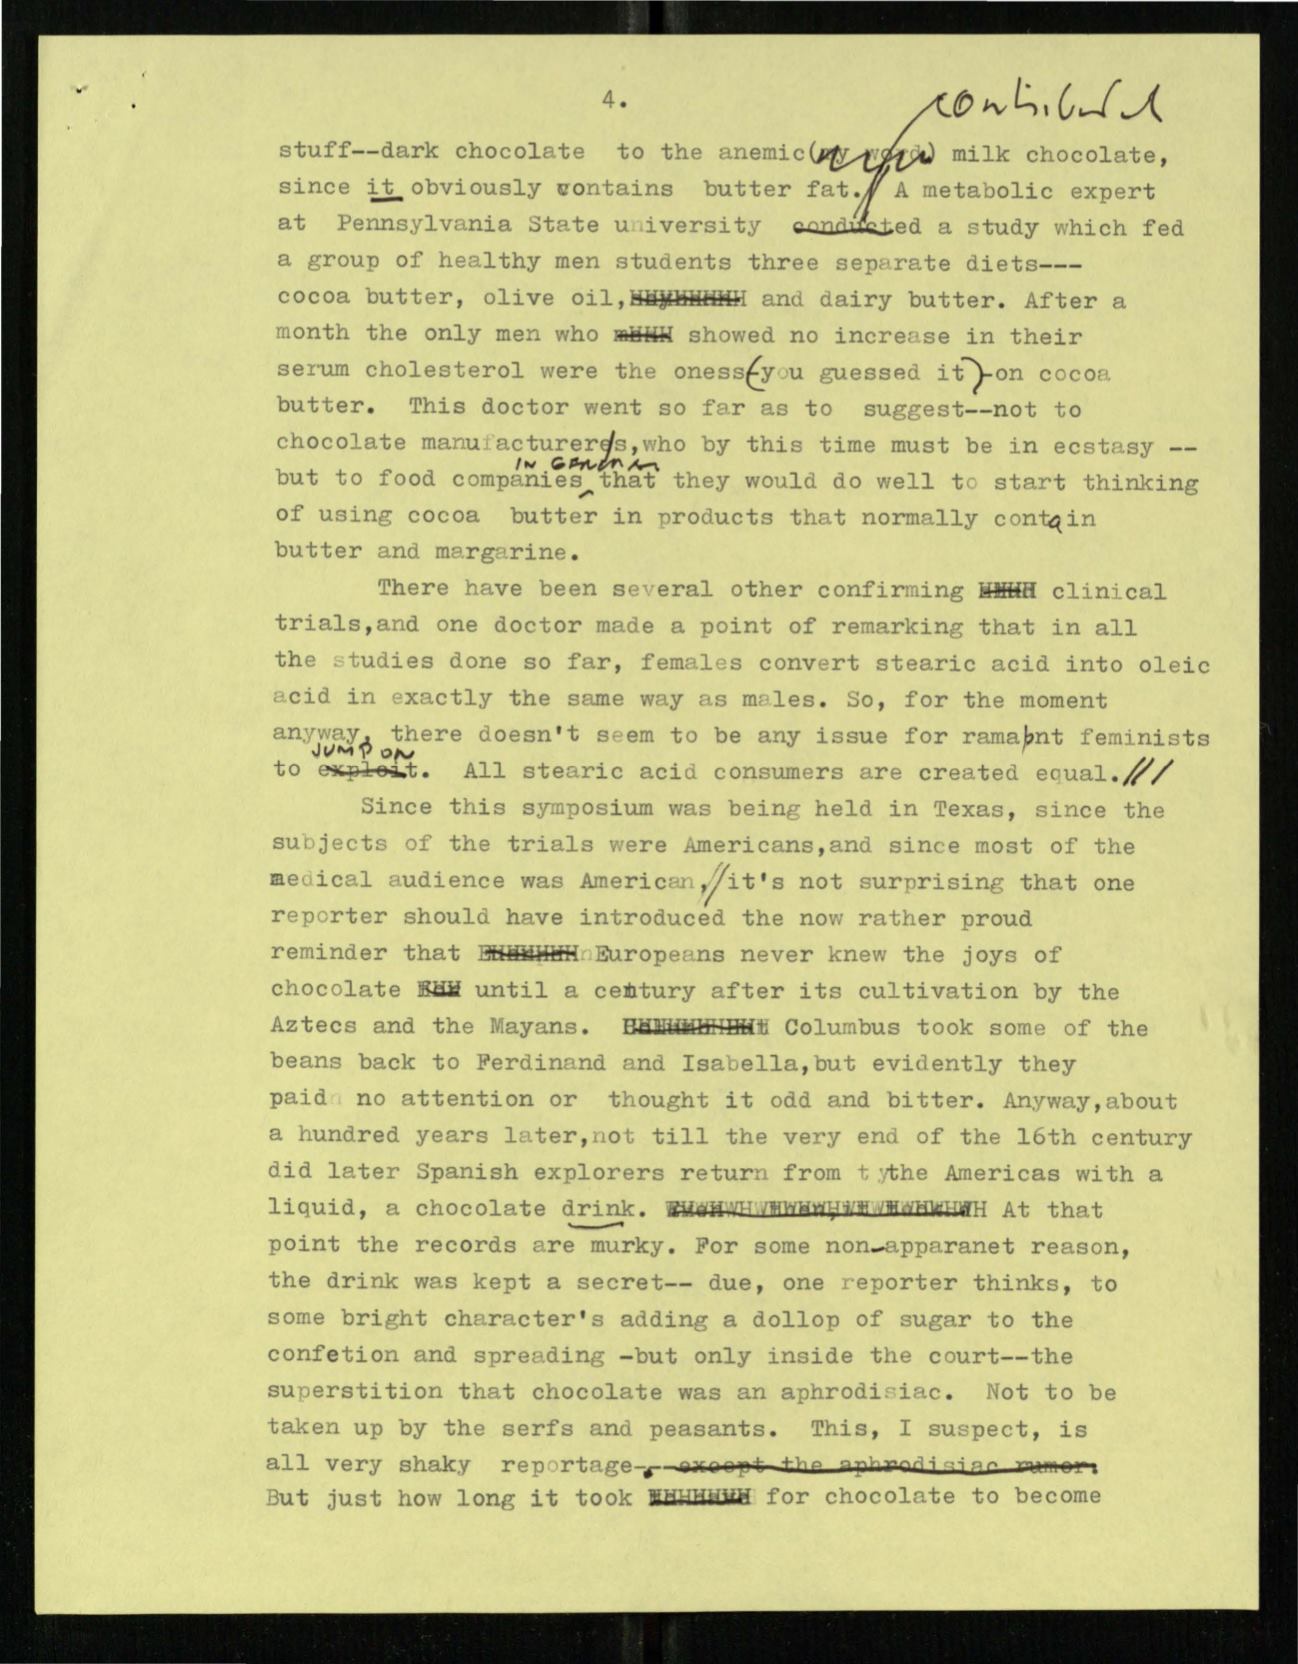 4.
contributed
stuff--dark chocolate to the anemic(my word) milk chocolate,
since it obviously contains butter fat. A metabolic expert
at Pennsylvania State university conducted a study which fed
a group of healthy men students three separate diets----
cocoa butter, olive oil, and dairy butter. After a
month the only men who showed no increase in their
serum cholesterol were the oness(you guessed it)-on cocoa
butter. This doctor went so far as to suggest--not to
chocolate manufacturers,who by this time must be in ecstasy --
IN GENERAL
but to food companies that they would do well to start thinking
of using cocoa butter in products that normally contain
butter and margarine.
There have been several other confirming clinical
trials,and one doctor made a point of remarking that in all
the studies done so far, females convert stearic acid into oleic
acid in exactly the same way as males. So, for the moment
anyway, there doesn't seem to be any issue for ramapnt feminists
JUMP ON
to exploit. All stearic acid consumers are created equal.///
Since this symposium was being held in Texas, since the
subjects of the trials were Americans,and since most of the
medical audience was American,//it's not surprising that one
reporter should have introduced the now rather proud
reminder that Europeans never knew the joys of
chocolate until a century after its cultivation by the
Aztecs and the Mayans. Columbus took some of the
beans back to Ferdinand and Isabella,but evidently they
paid no attention or thought it odd and bitter. Anyway,about
a hundred years later,not till the very end of the 16th century
did later Spanish explorers return from t ythe Americas with a
liquid, a chocolate drink. At that
point the records are murky. For some non-apparanet reason,
the drink was kept a secret-- due, one reporter thinks, to
some bright character's adding a dollop of sugar to the
confetion and spreading -but only inside the court--the
superstition that chocolate was an aphrodisiac. Not to be
taken up by the serfs and peasants. This, I suspect, is
all very shaky reportage-. except the aphrodisiac rumor.
But just how long it took for chocolate to become